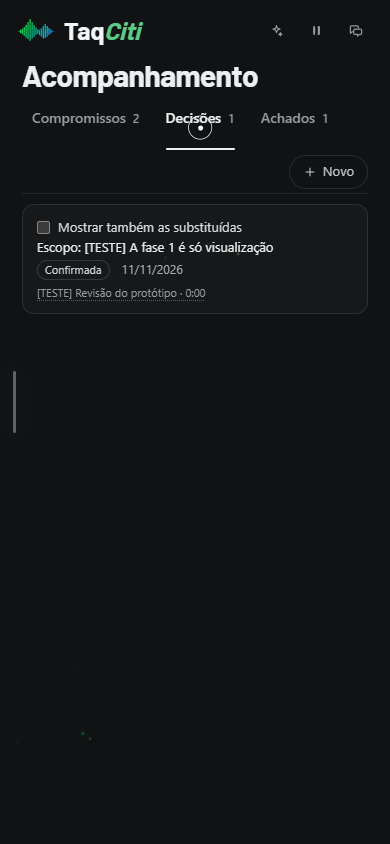 TaqCiti
Acompanhamento
Compromissos 2 Decisões 1 Achados 1
+ Novo
Mostrar também as substituídas
Escopo: [TESTE] A fase 1 é só visualização
Confirmada 11/11/2026
[TESTE] Revisão do protótipo · 0:00